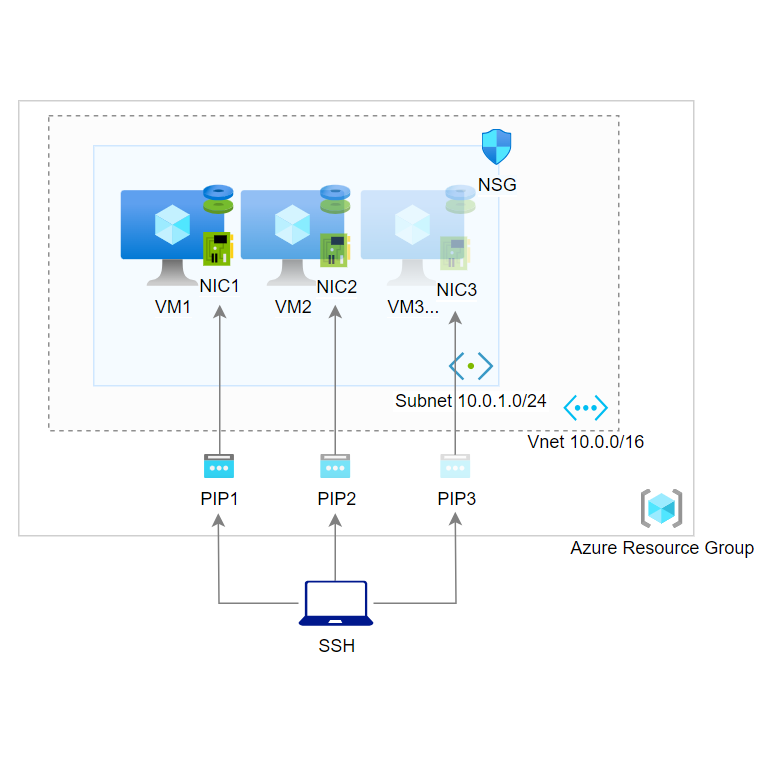 NSG
NIC1
NIC2
NIC3
VM1
VM2
VM3...
Subnet 10.0.1.0/24
Vnet 10.0.0/16
PIP1
PIP2
PIP3
Azure Resource Group
SSH